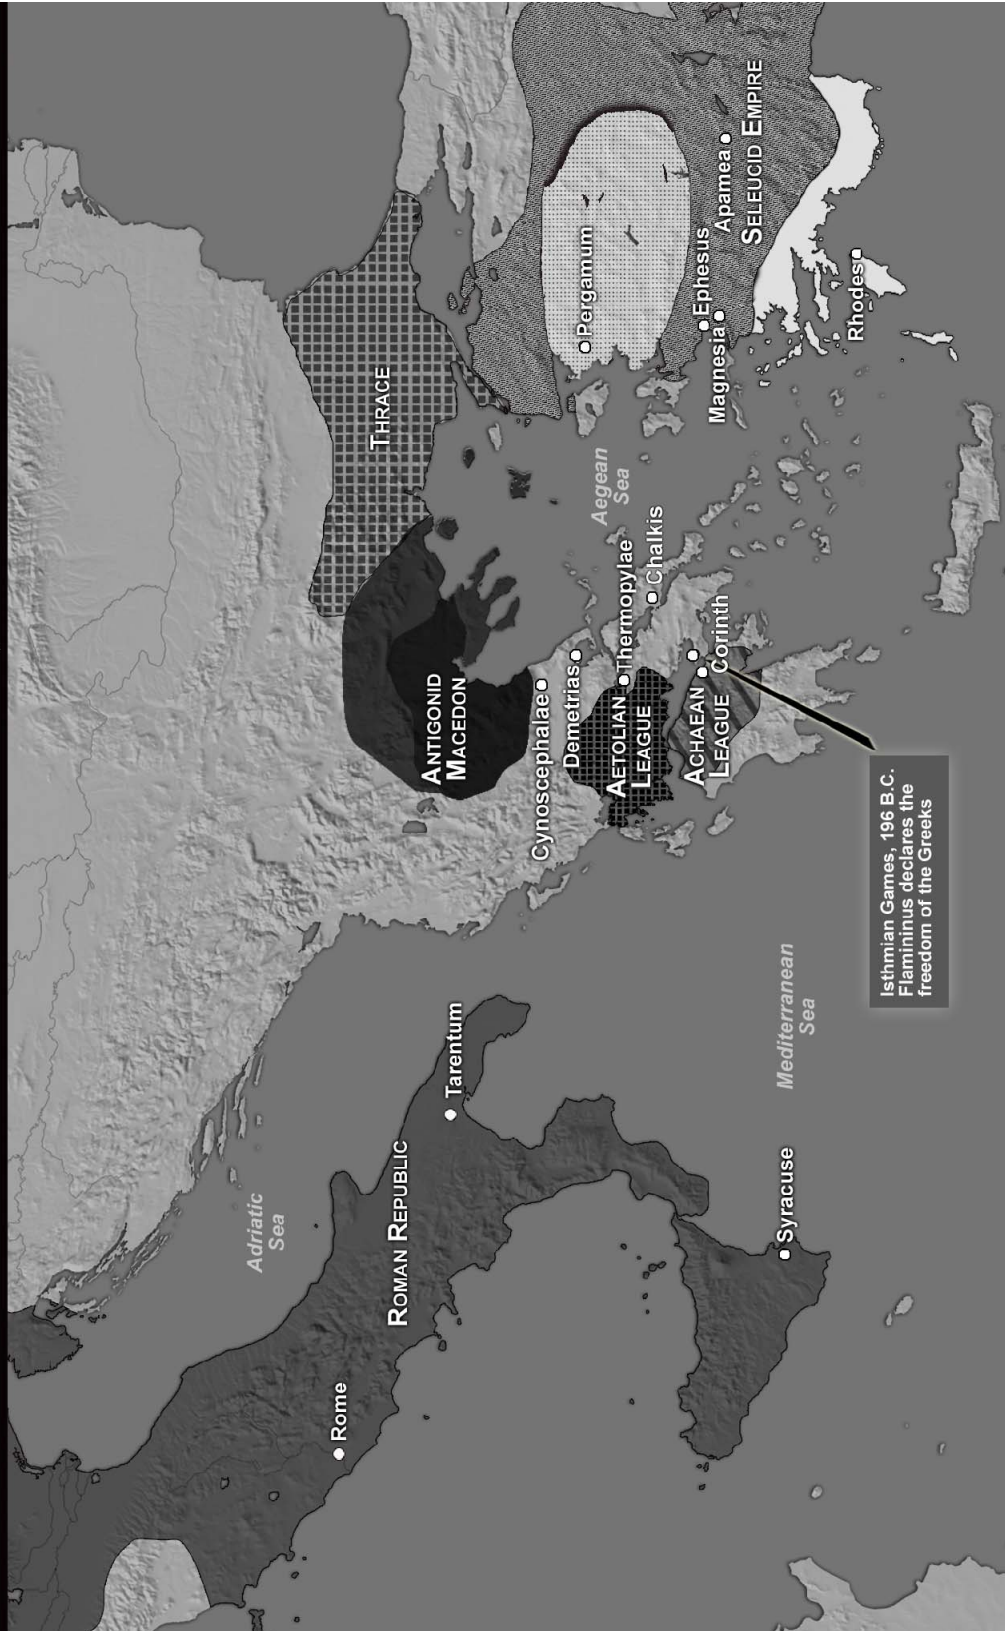 Rome
ROMAN REPUBLIC
Tarentum
Syracuse
Adriatic
Sea
Mediterranean
Sea
ANTIGONID
MACEDON
THRACE
Cynoscephalae
Demetrias
AETOLIAN
LEAGUE
Thermopylae
Chalkis
ACHAEAN
LEAGUE
Corinth
Aegean
Sea
Pergamum
Ephesus
Magnesia
Apamea
SELEUCID EMPIRE
Rhodes
Isthmian Games, 196 B.C.
Flamininus declares the
freedom of the Greeks